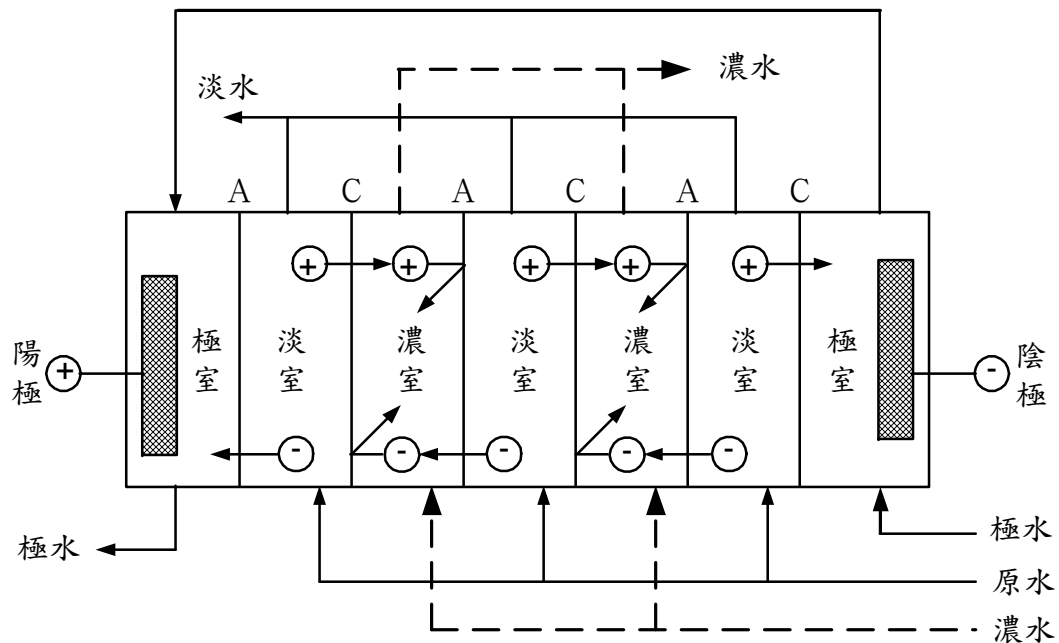 濃水
淡水
A C A C A C
+ + + + +
陽極
+
極室
淡室
濃室
淡室
濃室
淡室
極室
-
陰極
- - - - -
極水
極水
原水
濃水